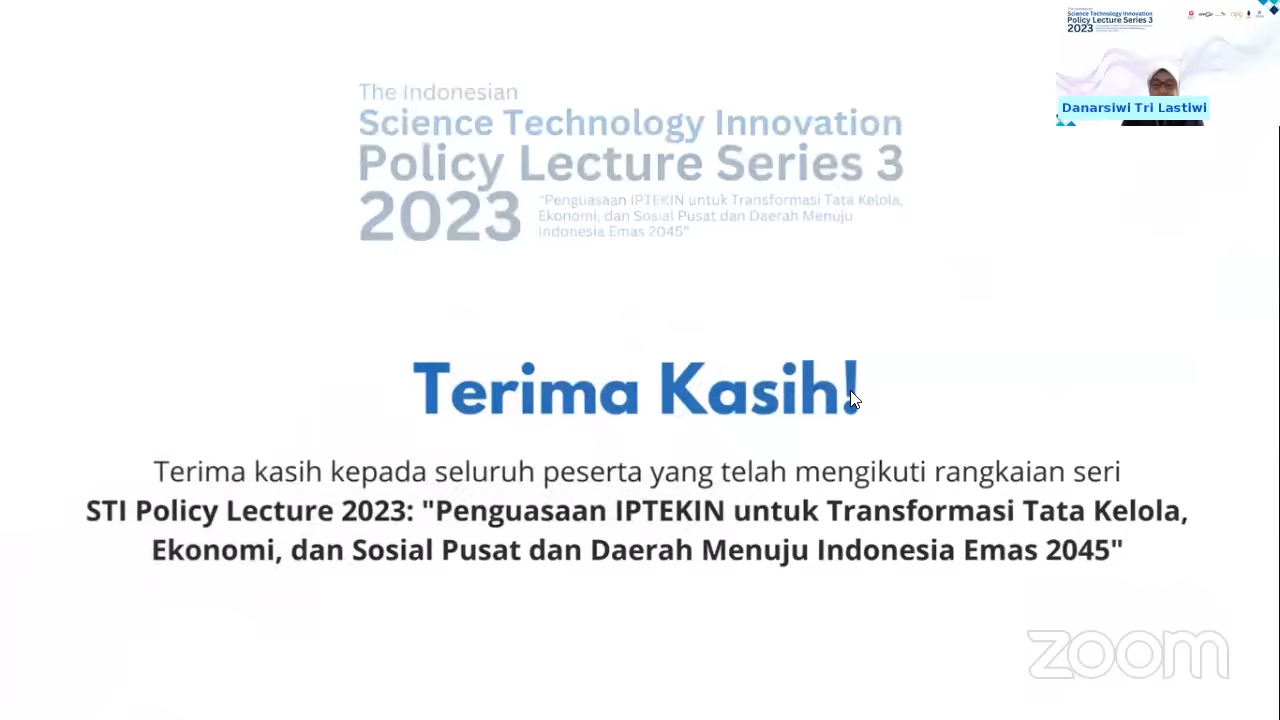 The Indonesian
Science Technology Innovation
Policy Lecture Series 3
2023
"Penguasaan IPTEKIN untuk Transformasi Tata Kelola,
Ekonomi, dan Sosial Pusat dan Daerah Menuju
Indonesia Emas 2045"
Science Technology Innovation
Policy Lecture Series 3
2023
Danarsiwi Tri Lastiwi
Terima Kasih!
Terima kasih kepada seluruh peserta yang telah mengikuti rangkaian seri
STI Policy Lecture 2023: "Penguasaan IPTEKIN untuk Transformasi Tata Kelola,
Ekonomi, dan Sosial Pusat dan Daerah Menuju Indonesia Emas 2045"
zoom